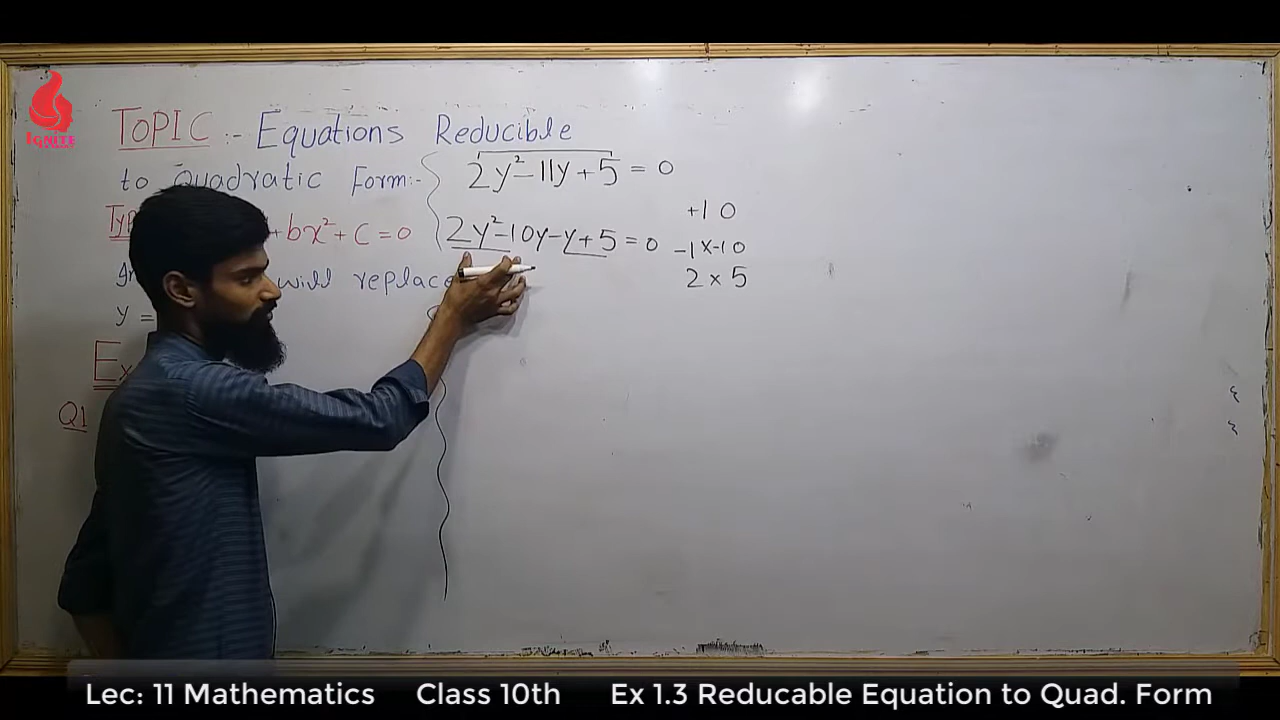 IGNITE
TOPIC :- Equations Reducible
to Quadratic Form:-
+ bx² + c = 0
will replace
y =
Ex
Q1
2y² - 11y + 5 = 0
2y² - 10y - y + 5 = 0
+10
-1 x -10
2 x 5
Lec: 11 Mathematics Class 10th Ex 1.3 Reducable Equation to Quad. Form